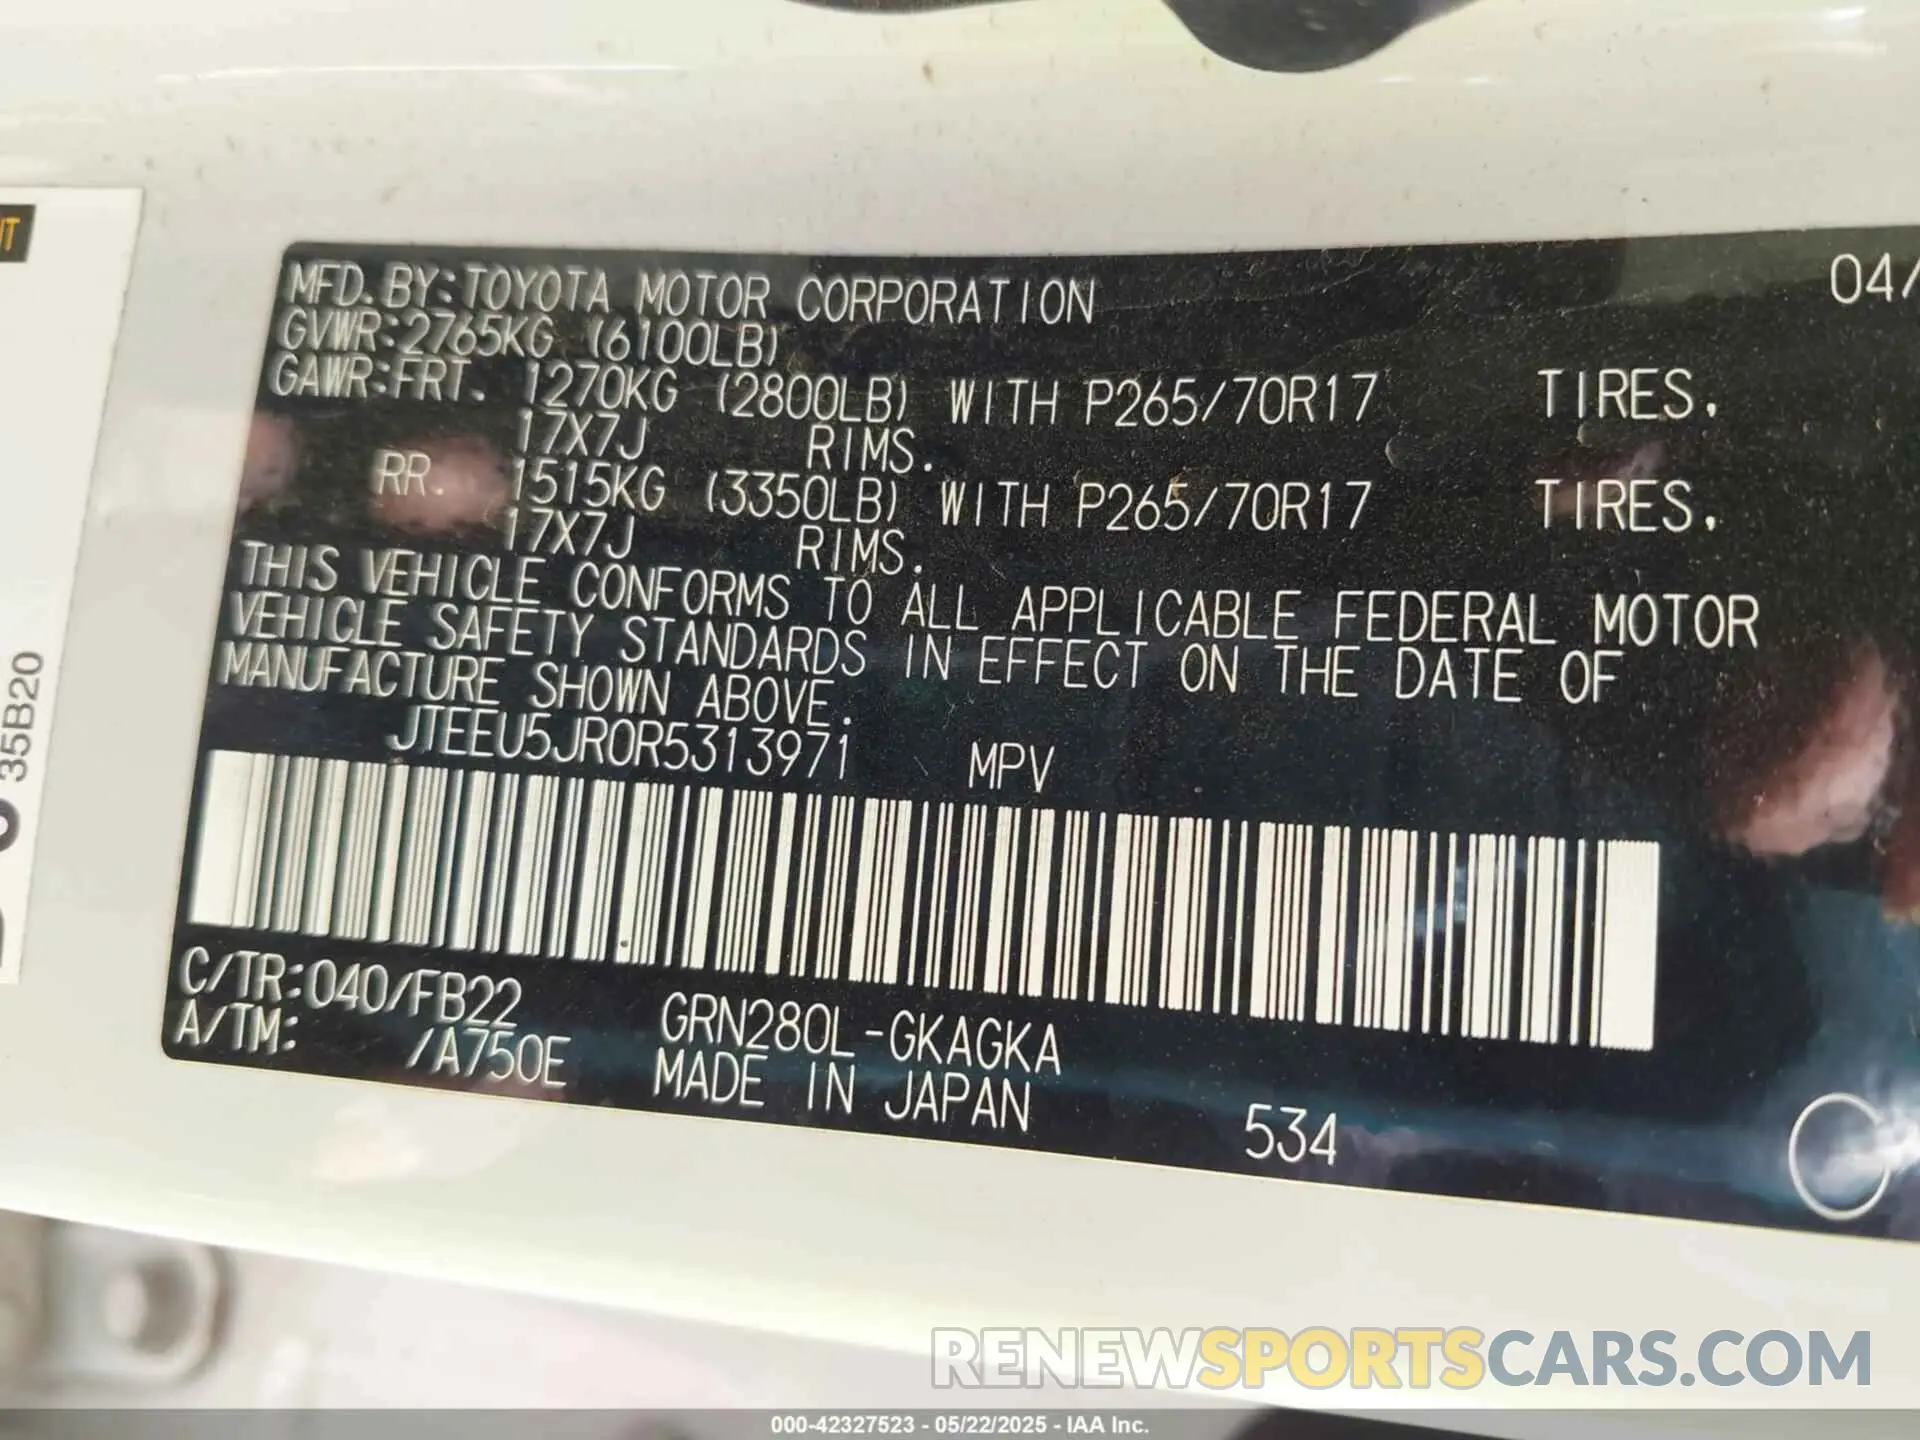 MFD. BY: TOYOTA MOTOR CORPORATION 04/
GVWR: 2765KG (6100LB)
GAWR: FRT. 1270KG (2800LB) WITH P265/70R17 TIRES,
17X7J RIMS.
RR. 1515KG (3350LB) WITH P265/70R17 TIRES,
17X7J RIMS.
THIS VEHICLE CONFORMS TO ALL APPLICABLE FEDERAL MOTOR
VEHICLE SAFETY STANDARDS IN EFFECT ON THE DATE OF
MANUFACTURE SHOWN ABOVE.
JTEEU5JR0R5313971 MPV
C/TR: 040/FB22 GRN280L-GKAGKA
A/TM: /A750E MADE IN JAPAN
534
35B20
RENEWSPORTSCARS.COM
000-42327523 - 05/22/2025 - IAA Inc.